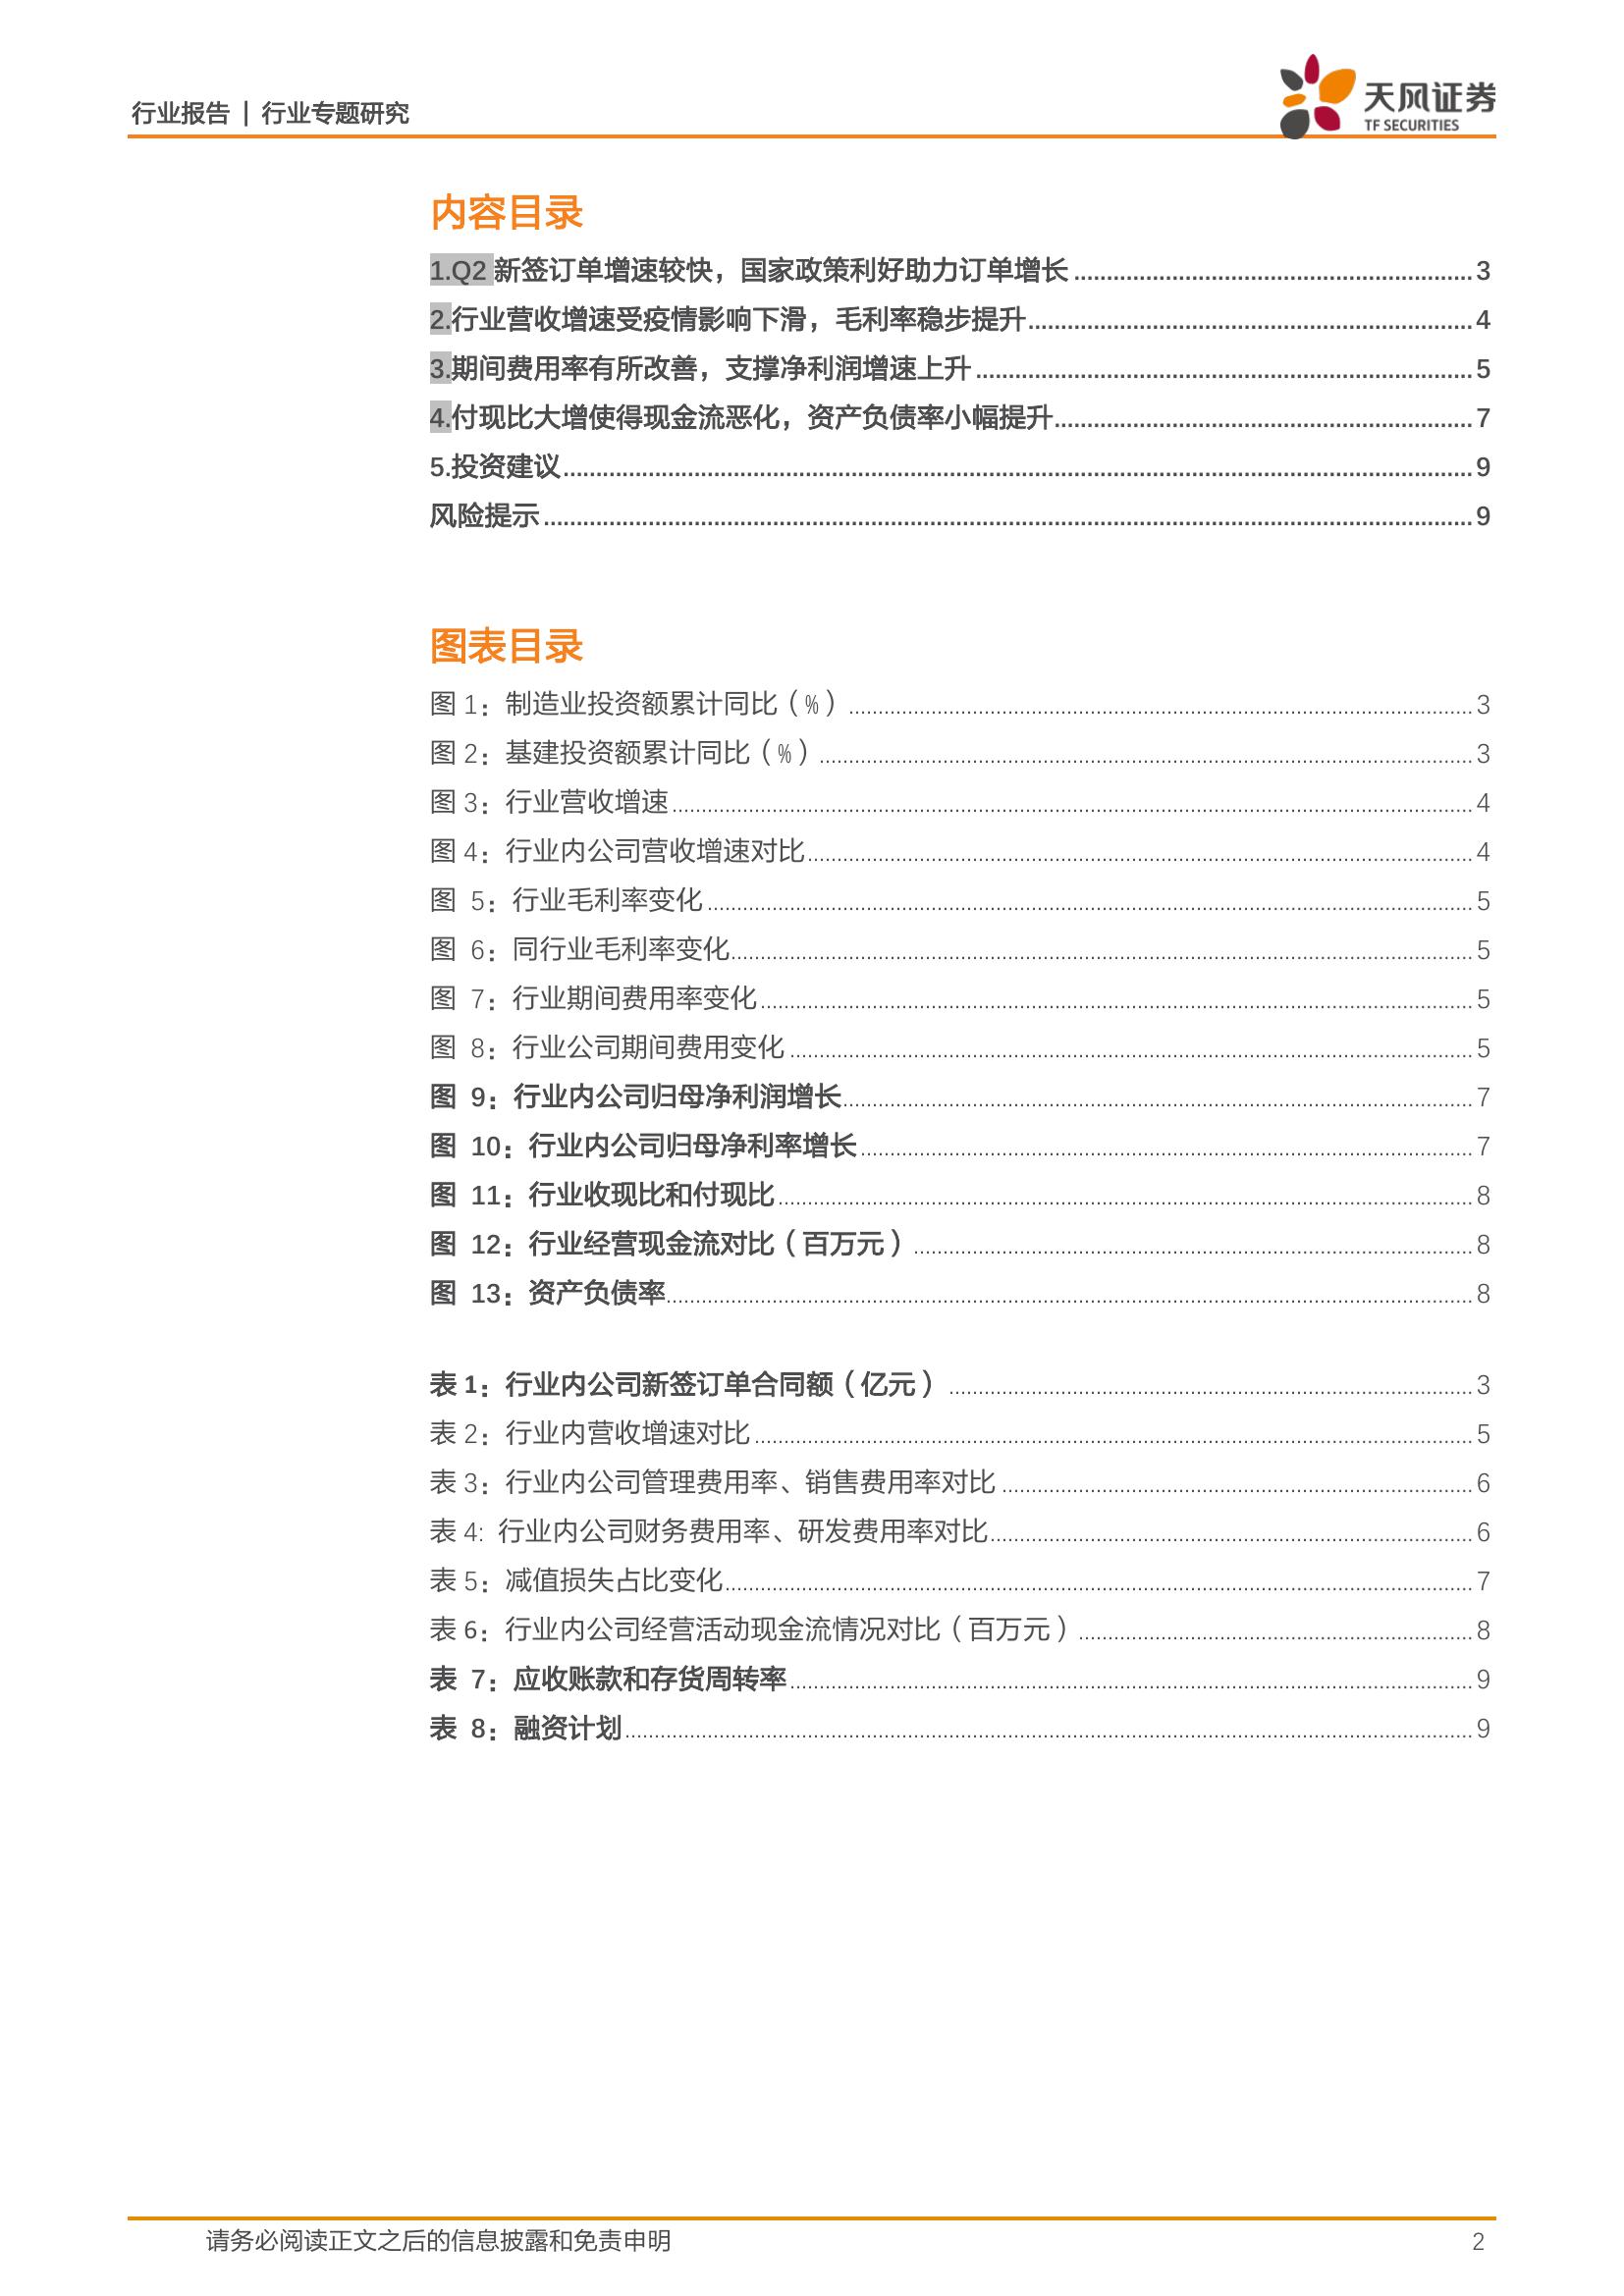 行业报告 | 行业专题研究
天风证券
TF SECURITIES
内容目录
1.Q2 新签订单增速较快，国家政策利好助力订单增长 3
2.行业营收增速受疫情影响下滑，毛利率稳步提升 4
3.期间费用率有所改善，支撑净利润增速上升 5
4.付现比大增使得现金流恶化，资产负债率小幅提升 7
5.投资建议 9
风险提示 9
图表目录
图 1：制造业投资额累计同比（%） 3
图 2：基建投资额累计同比（%） 3
图 3：行业营收增速 4
图 4：行业内公司营收增速对比 4
图 5：行业毛利率变化 5
图 6：同行业毛利率变化 5
图 7：行业期间费用率变化 5
图 8：行业公司期间费用变化 5
图 9：行业内公司归母净利润增长 7
图 10：行业内公司归母净利率增长 7
图 11：行业收现比和付现比 8
图 12：行业经营现金流对比（百万元） 8
图 13：资产负债率 8
表 1：行业内公司新签订单合同额（亿元） 3
表 2：行业内营收增速对比 5
表 3：行业内公司管理费用率、销售费用率对比 6
表 4: 行业内公司财务费用率、研发费用率对比 6
表 5：减值损失占比变化 7
表 6：行业内公司经营活动现金流情况对比（百万元） 8
表 7：应收账款和存货周转率 9
表 8：融资计划 9
请务必阅读正文之后的信息披露和免责申明 2